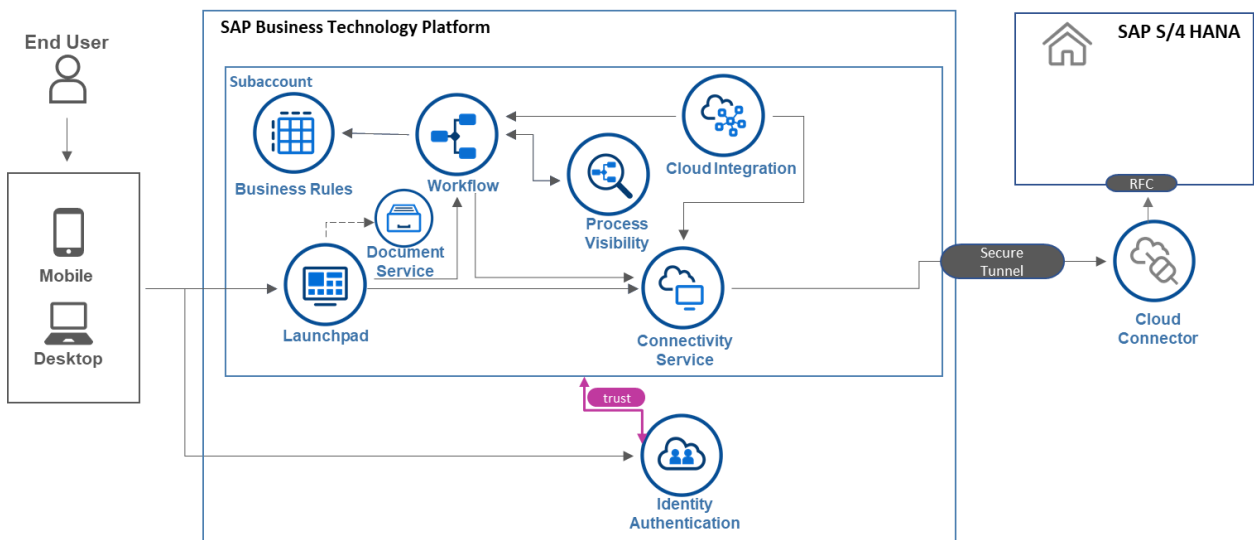 SAP Business Technology Platform
SAP S/4 HANA
End User
Subaccount
Business Rules
Workflow
Cloud Integration
Process
Visibility
RFC
Document
Service
Mobile
Desktop
Launchpad
Connectivity
Service
Secure
Tunnel
Cloud
Connector
trust
Identity
Authentication